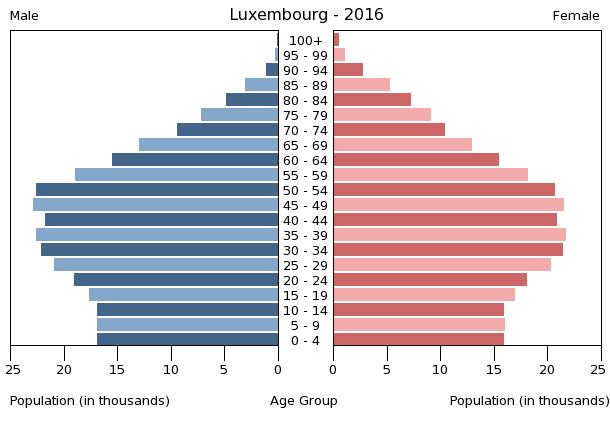 Luxembourg - 2016
Male
Female
100+
95 - 99
90 - 94
85 - 89
80 - 84
75 - 79
70 - 74
65 - 69
60 - 64
55 - 59
50 - 54
45 - 49
40 - 44
35 - 39
30 - 34
25 - 29
20 - 24
15 - 19
10 - 14
5 - 9
0 - 4
25 20 15 10 5 0 0 5 10 15 20 25
Population (in thousands) Age Group Population (in thousands)